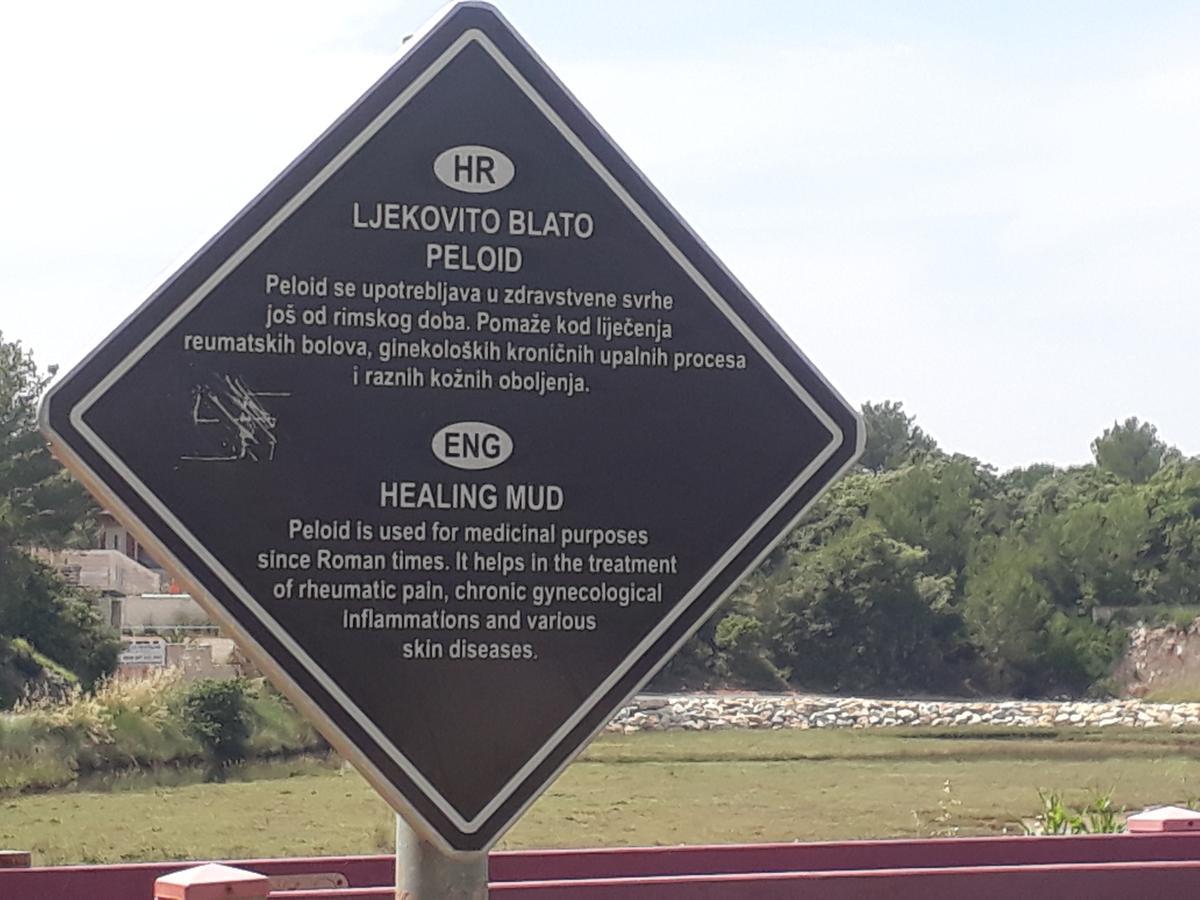 HR
LJEKOVITO BLATO
PELOID
Peloid se upotrebljava u zdravstvene svrhe
još od rimskog doba. Pomaže kod liječenja
reumatskih bolova, ginekoloških kroničnih upalnih procesa
i raznih kožnih oboljenja.
ENG
HEALING MUD
Peloid is used for medicinal purposes
since Roman times. It helps in the treatment
of rheumatic pain, chronic gynecological
inflammations and various
skin diseases.